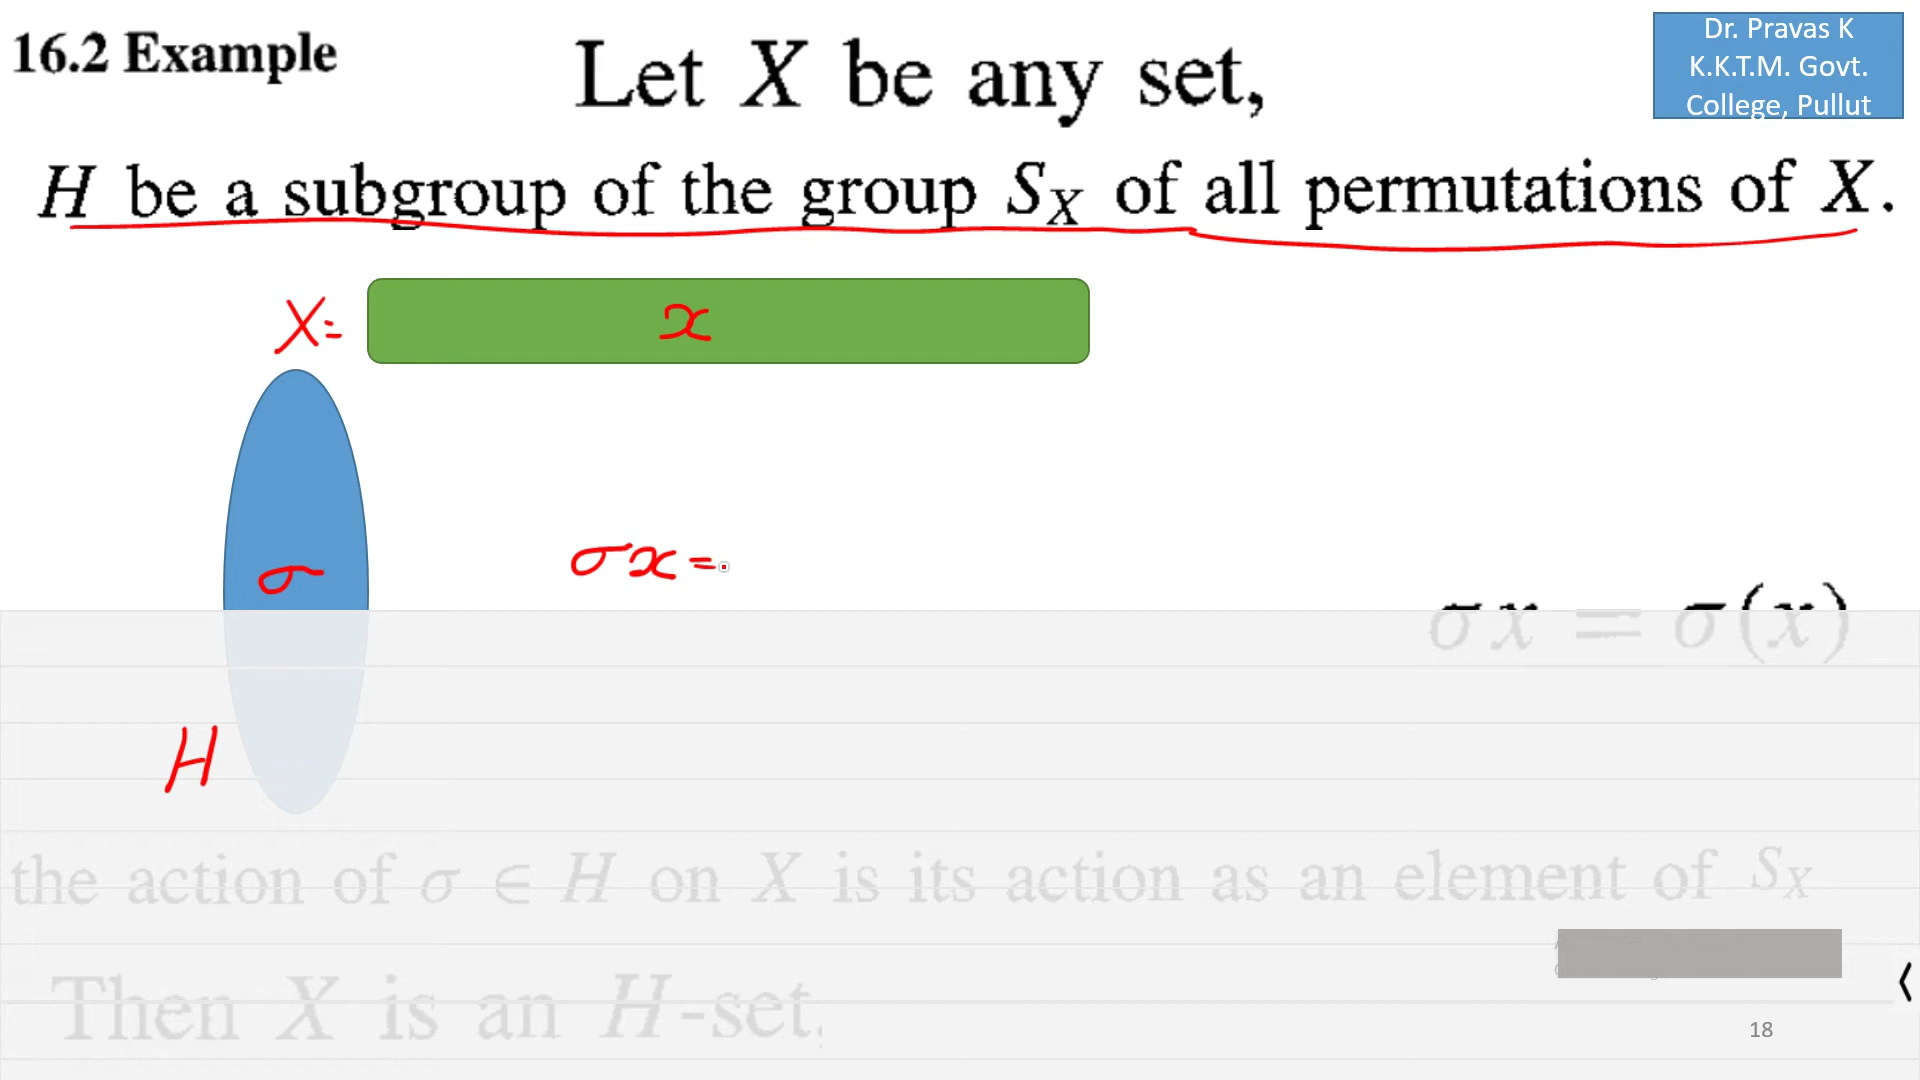 16.2 Example
Let X be any set,
Dr. Pravas K
K.K.T.M. Govt.
College, Pullut
H be a subgroup of the group S_X of all permutations of X.
X=
x
σ
σx=
σx = σ(x)
H
the action of σ ∈ H on X is its action as an element of S_X
Then X is an H-set,
18